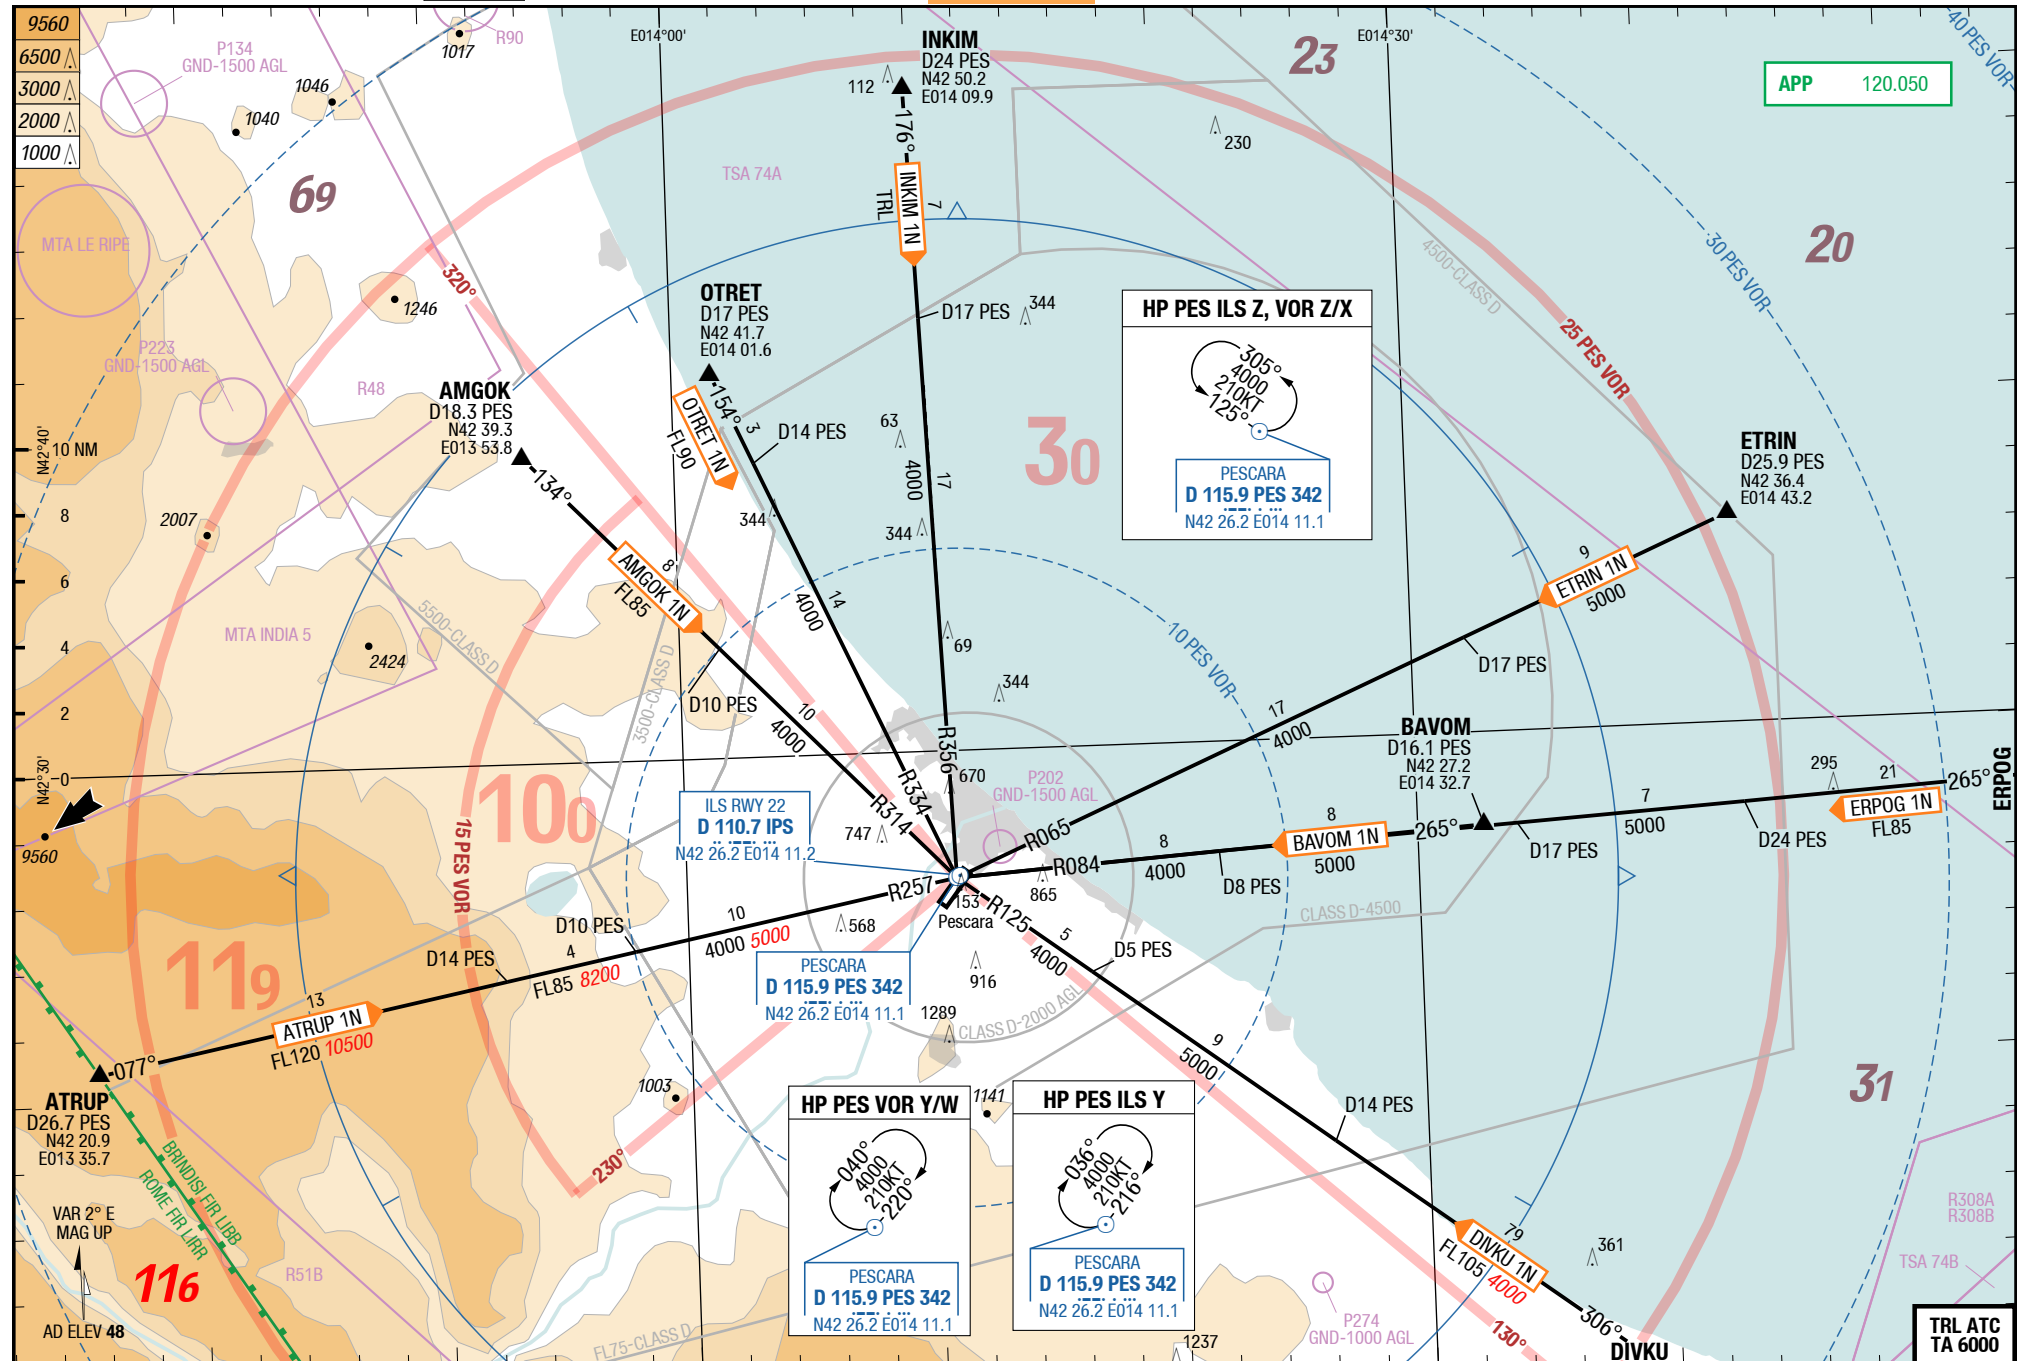 9560
6500
3000
2000
1000
P134
GND-1500 AGL
1046
1040
1017
R90
69
MTA LE RIPE
P223
GND-1500 AGL
R48
1246
320°
E014°00'
INKIM
D24 PES
N42 50.2
E014 09.9
112
176°
INKIM 1N
TRL
7
TSA 74A
230
E014°30'
23
40 PES VOR
APP 120.050
20
30 PES VOR
4500-CLASS D
25 PES VOR
OTRET
D17 PES
N42 41.7
E014 01.6
154°
3
OTRET 1N
FL90
D14 PES
344
14
4000
D17 PES
344
63
4000
17
344
69
344
30
HP PES ILS Z, VOR Z/X
305°
4000
210KT
125°
PESCARA
D 115.9 PES 342
N42 26.2 E014 11.1
AMGOK
D18.3 PES
N42 39.3
E013 53.8
134°
8
AMGOK 1N
FL85
D10 PES
10
4000
N42°40'
10 NM
8
6
4
2
0
N42°30'
2007
2424
MTA INDIA 5
5500-CLASS D
3500-CLASS D
10 PES VOR
ETRIN
D25.9 PES
N42 36.4
E014 43.2
9
ETRIN 1N
5000
D17 PES
17
4000
R065
BAVOM
D16.1 PES
N42 27.2
E014 32.7
8
BAVOM 1N
5000
265°
D17 PES
7
5000
D24 PES
295
21
ERPOG 1N
FL85
265°
ERPOG
8
4000
D8 PES
R084
R356
R334
R314
670
P202
GND-1500 AGL
747
865
153
Pescara
ILS RWY 22
D 110.7 IPS
N42 26.2 E014 11.2
100
15 PES VOR
9560
119
R257
10
4000 5000
568
D10 PES
4
FL85 8200
D14 PES
13
ATRUP 1N
FL120 10500
077°
ATRUP
D26.7 PES
N42 20.9
E013 35.7
PESCARA
D 115.9 PES 342
N42 26.2 E014 11.1
R125
5
4000
D5 PES
916
1289
CLASS D-2000 AGL
CLASS D-4500
9
5000
D14 PES
1141
1003
230°
31
BRINDISI FIR LIBB
ROME FIR LIRR
VAR 2° E
MAG UP
116
R51B
AD ELEV 48
HP PES VOR Y/W
040°
4000
210KT
220°
PESCARA
D 115.9 PES 342
N42 26.2 E014 11.1
HP PES ILS Y
036°
4000
210KT
216°
PESCARA
D 115.9 PES 342
N42 26.2 E014 11.1
FL75-CLASS D
1237
P274
GND-1000 AGL
79
DIVKU 1N
FL105 4000
306°
DIVKU
130°
361
R308A
R308B
TSA 74B
TRL ATC
TA 6000